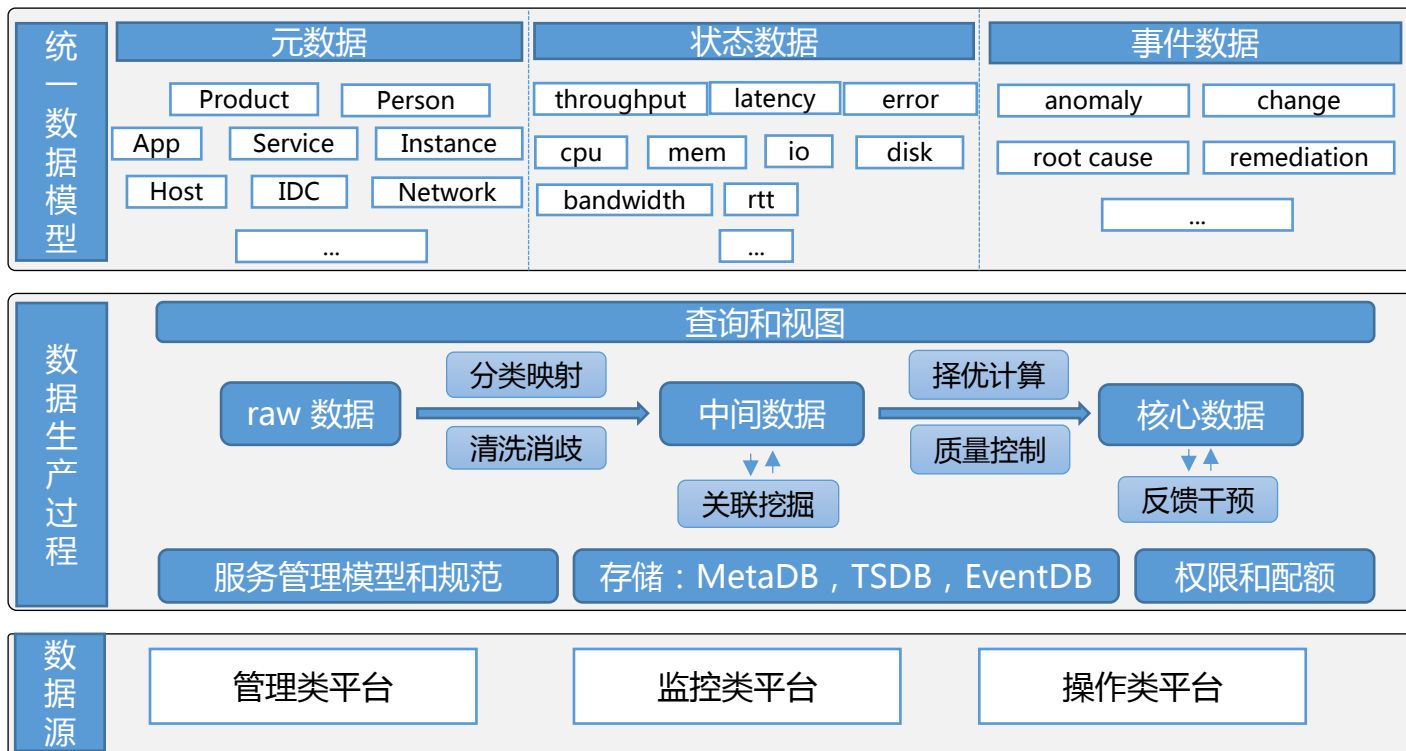 统一数据模型
元数据
状态数据
事件数据
Product
Person
App
Service
Instance
Host
IDC
Network
...
throughput
latency
error
cpu
mem
io
disk
bandwidth
rtt
...
anomaly
change
root cause
remediation
...
数据生产过程
查询和视图
raw 数据
分类映射
清洗消歧
中间数据
关联挖掘
择优计算
质量控制
核心数据
反馈干预
服务管理模型和规范
存储：MetaDB，TSDB，EventDB
权限和配额
数据源
管理类平台
监控类平台
操作类平台